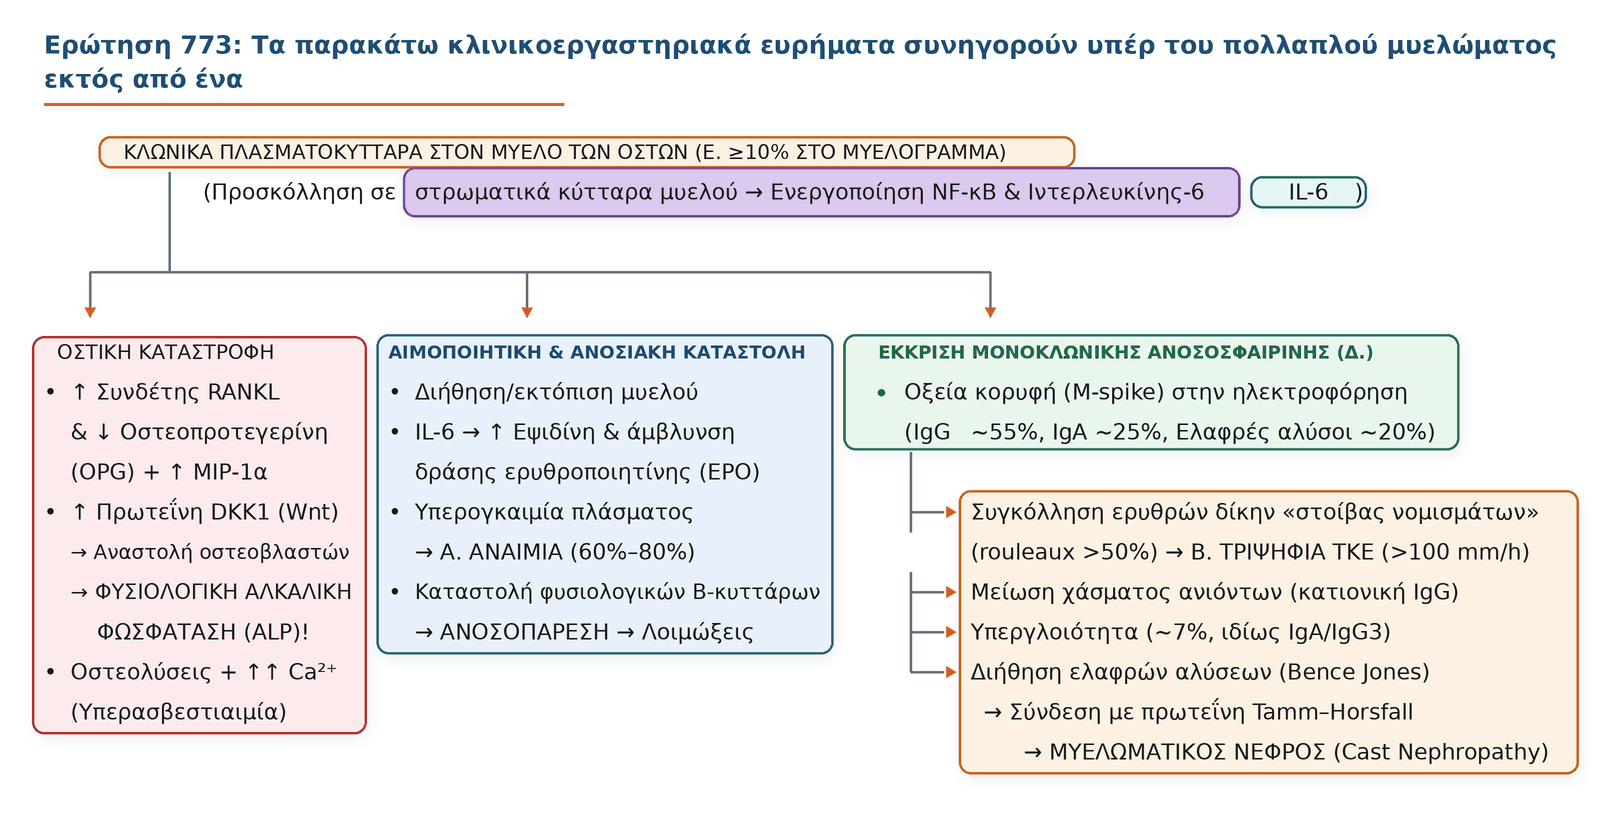 Ερώτηση 773: Τα παρακάτω κλινικοεργαστηριακά ευρήματα συνηγορούν υπέρ του πολλαπλού μυελώματος
εκτός από ένα
ΚΛΩΝΙΚΑ ΠΛΑΣΜΑΤΟΚΥΤΤΑΡΑ ΣΤΟΝ ΜΥΕΛΟ ΤΩΝ ΟΣΤΩΝ (Ε. ≥10% ΣΤΟ ΜΥΕΛΟΓΡΑΜΜΑ)
(Προσκόλληση σε στρωματικά κύτταρα μυελού → Ενεργοποίηση NF-κB & Ιντερλευκίνης-6 IL-6 )
ΟΣΤΙΚΗ ΚΑΤΑΣΤΡΟΦΗ
• ↑ Συνδέτης RANKL
& ↓ Οστεοπροτεγερίνη
(OPG) + ↑ MIP-1α
• ↑ Πρωτεΐνη DKK1 (Wnt)
→ Αναστολή οστεοβλαστών
→ ΦΥΣΙΟΛΟΓΙΚΗ ΑΛΚΑΛΙΚΗ
ΦΩΣΦΑΤΑΣΗ (ALP)!
• Οστεολύσεις + ↑↑ Ca²⁺
(Υπερασβεστιαιμία)
ΑΙΜΟΠΟΙΗΤΙΚΗ & ΑΝΟΣΙΑΚΗ ΚΑΤΑΣΤΟΛΗ
• Διήθηση/εκτόπιση μυελού
• IL-6 → ↑ Εψιδίνη & άμβλυνση
δράσης ερυθροποιητίνης (EPO)
• Υπερογκαιμία πλάσματος
→ Α. ΑΝΑΙΜΙΑ (60%–80%)
• Καταστολή φυσιολογικών Β-κυττάρων
→ ΑΝΟΣΟΠΑΡΕΣΗ → Λοιμώξεις
ΕΚΚΡΙΣΗ ΜΟΝΟΚΛΩΝΙΚΗΣ ΑΝΟΣΟΣΦΑΙΡΙΝΗΣ (Δ.)
• Οξεία κορυφή (M-spike) στην ηλεκτροφόρηση
(IgG ~55%, IgA ~25%, Ελαφρές αλύσοι ~20%)
Συγκόλληση ερυθρών δίκην «στοίβας νομισμάτων»
(rouleaux >50%) → Β. ΤΡΙΨΗΦΙΑ ΤΚΕ (>100 mm/h)
Μείωση χάσματος ανιόντων (κατιονική IgG)
Υπεργλοιότητα (~7%, ιδίως IgA/IgG3)
Διήθηση ελαφρών αλύσεων (Bence Jones)
→ Σύνδεση με πρωτεΐνη Tamm–Horsfall
→ ΜΥΕΛΩΜΑΤΙΚΟΣ ΝΕΦΡΟΣ (Cast Nephropathy)